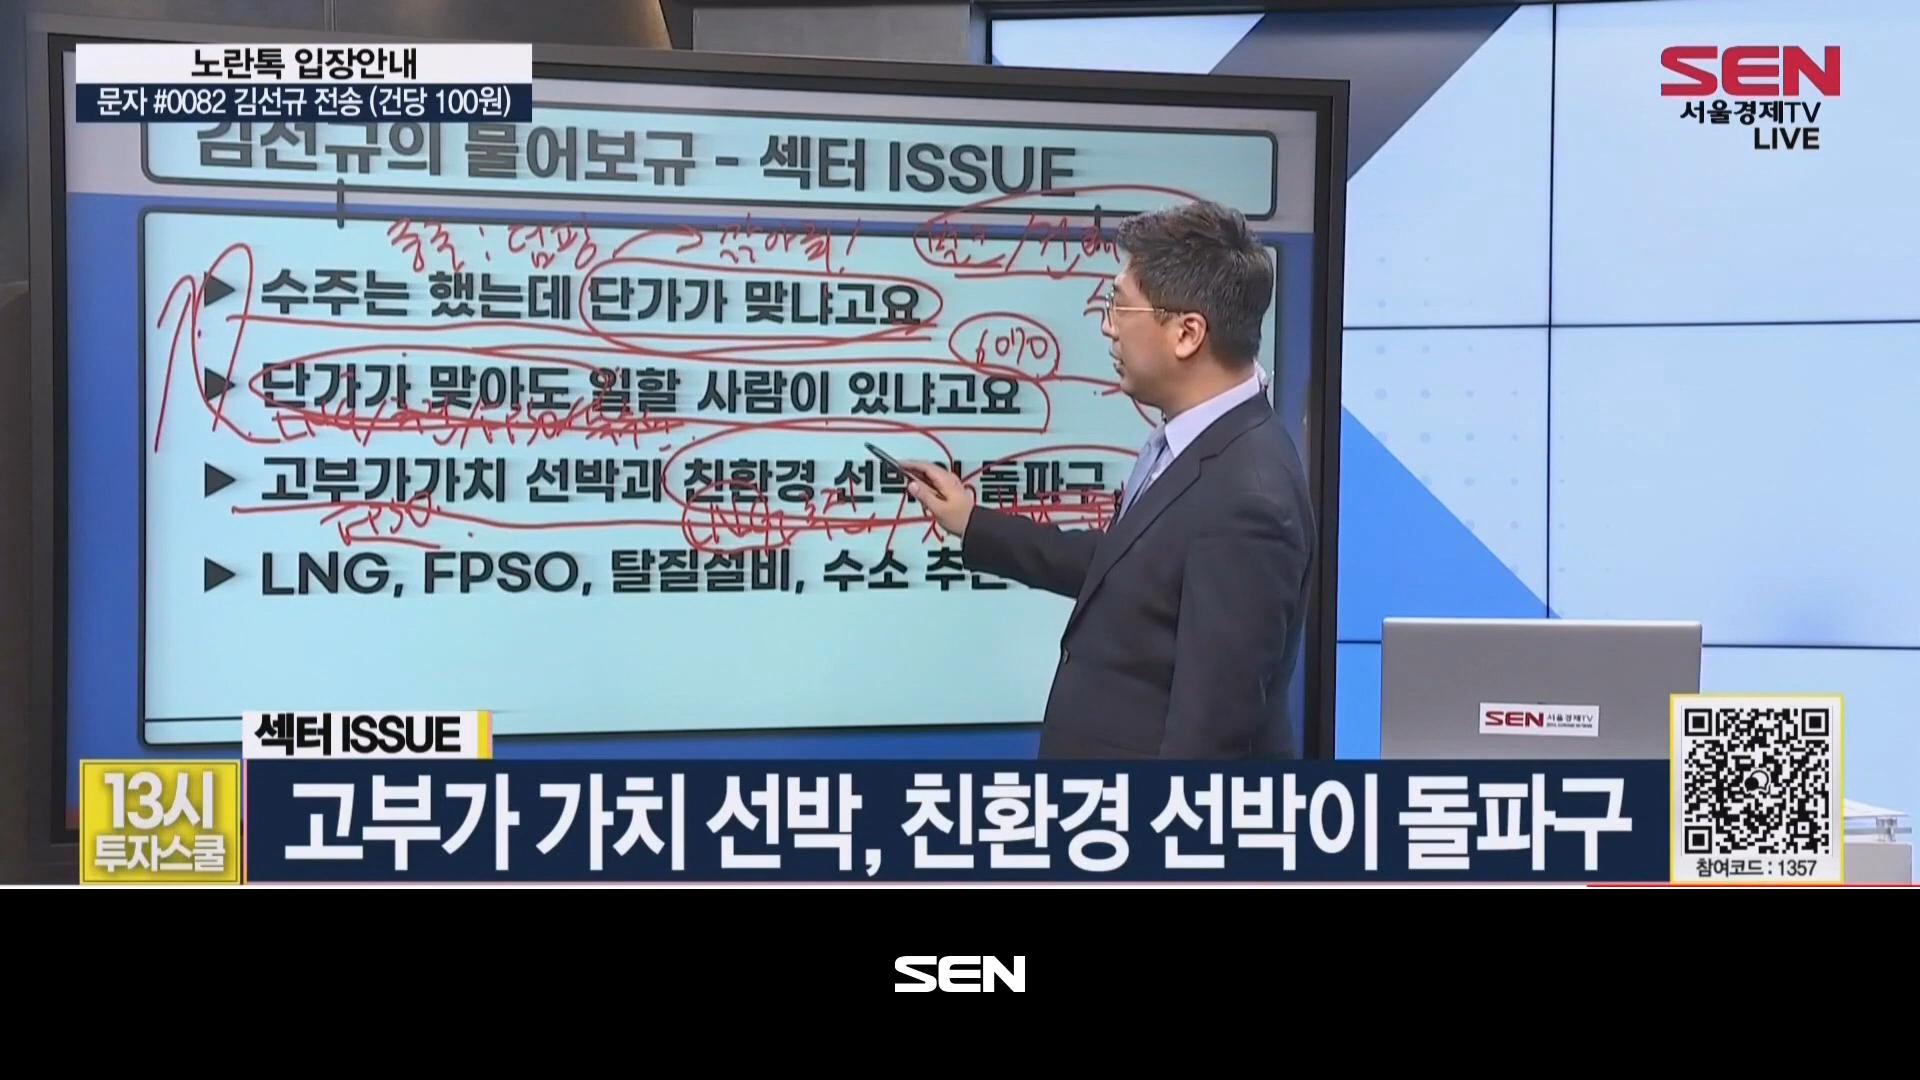 노란톡 입장안내
문자 #0082 김선규 전송 (건당 100원)
SEN
서울경제TV
LIVE
김선규의 물어보규 - 섹터 ISSUE
중국 : 덤핑
수주는 했는데 단가가 맞냐고요
6070
단가가 맞아도 일할 사람이 있냐고요
고부가가치 선박과 친환경 선박이 돌파구
FPSO
LNG
LNG, FPSO, 탈질설비, 수소
섹터 ISSUE
13시
투자스쿨
고부가 가치 선박, 친환경 선박이 돌파구
SEN 서울경제TV
참여코드 : 1357
SEN